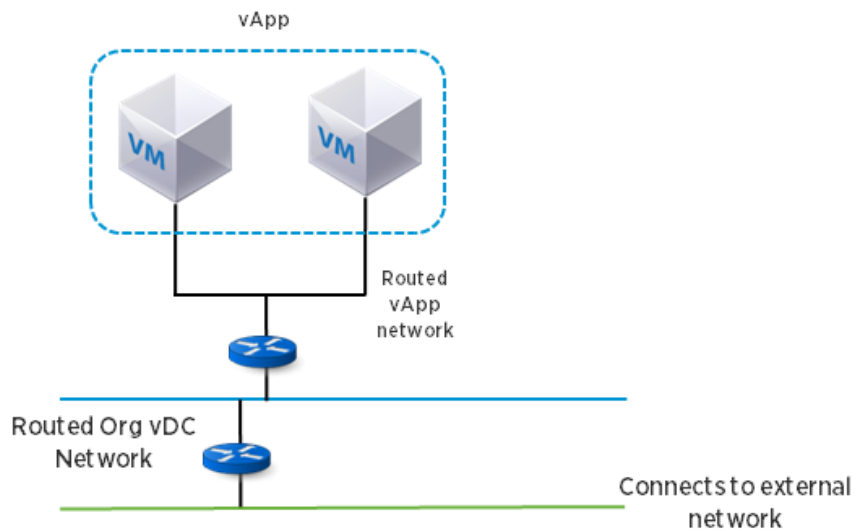 vApp
VM
VM
Routed
vApp
network
Routed Org vDC
Network
Connects to external
network